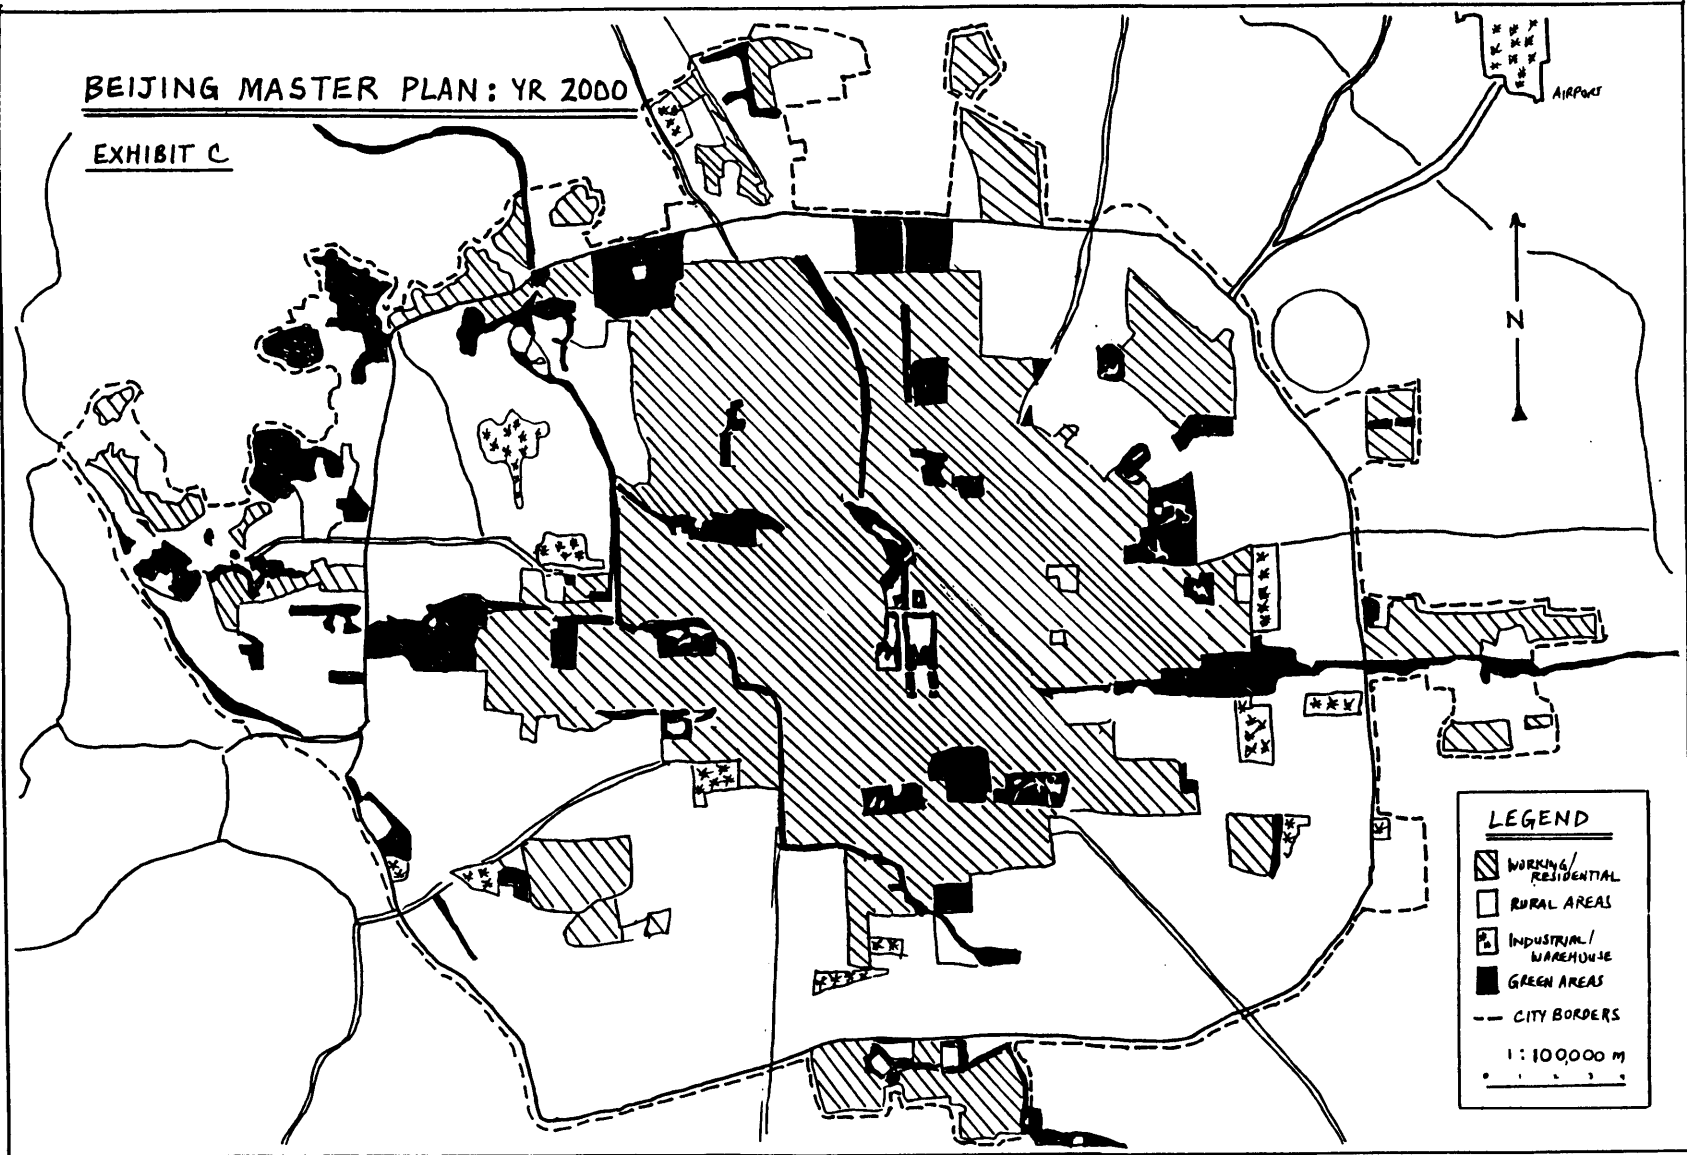 BEIJING MASTER PLAN: YR 2000
EXHIBIT C
AIRPORT
N
LEGEND
WORKING/
RESIDENTIAL
RURAL AREAS
INDUSTRIAL/
WAREHOUSE
GREEN AREAS
CITY BORDERS
1:100,000 M